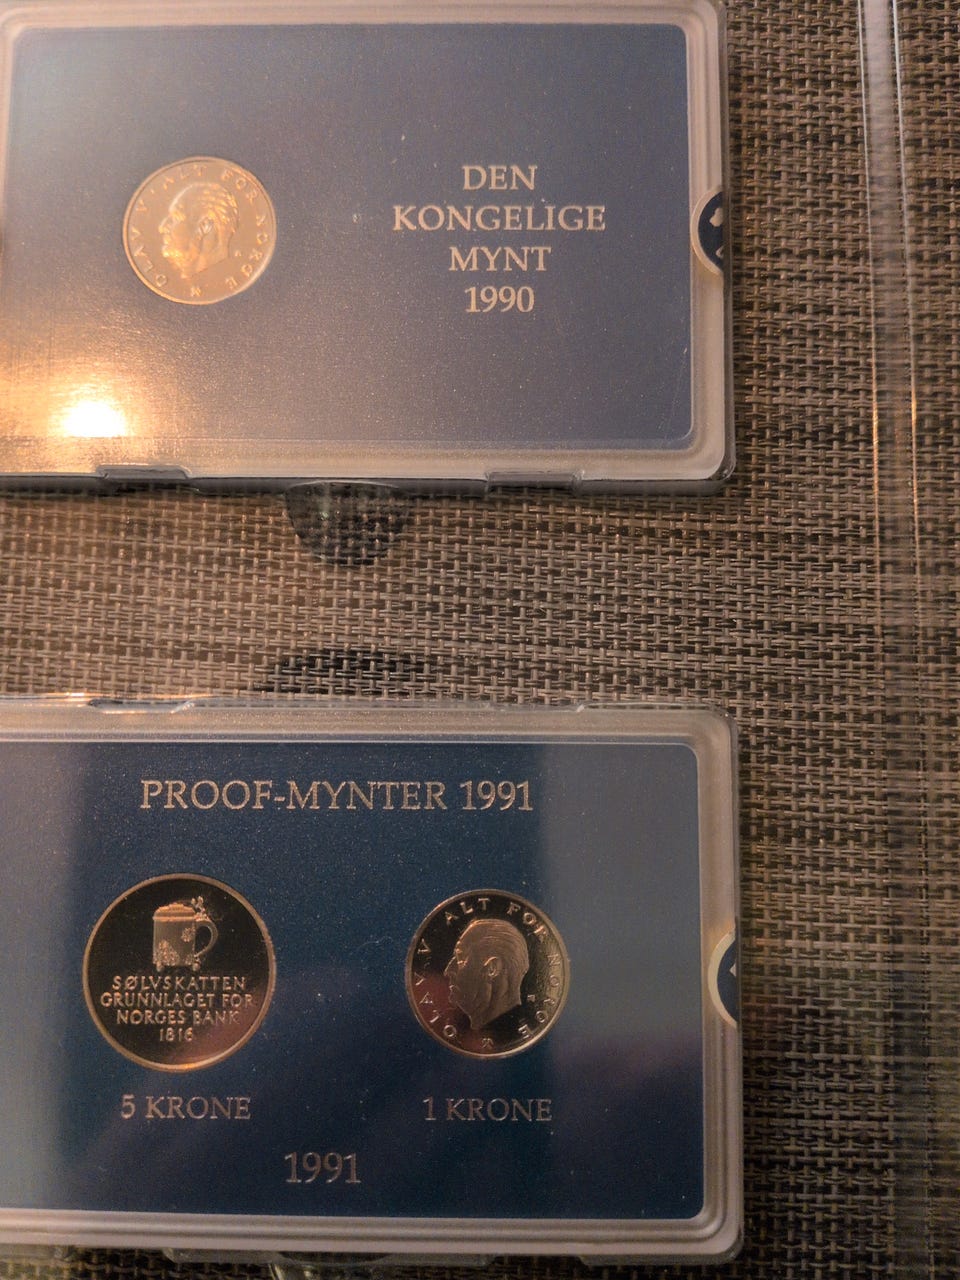 OLAV V · ALT FOR NORGE
DEN
KONGELIGE
MYNT
1990
PROOF-MYNTER 1991
SØLVSKATTEN
GRUNNLAGET FOR
NORGES BANK
1816
OLAV V · ALT FOR NORGE
5 KRONE
1 KRONE
1991